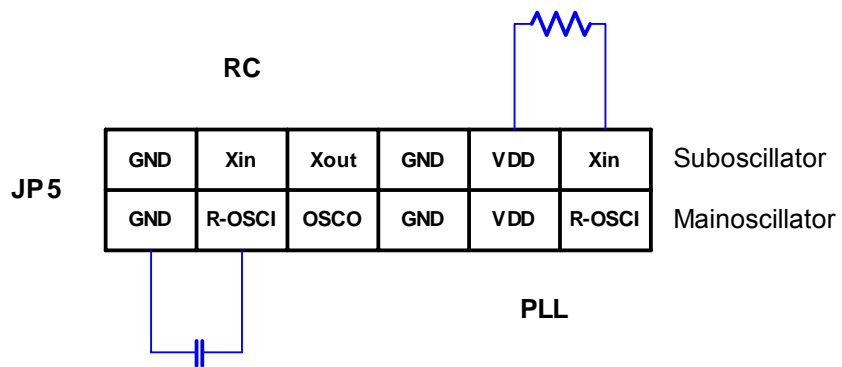 RC
GND Xin Xout GND VDD Xin Suboscillator
JP5
GND R-OSCI OSCO GND VDD R-OSCI Mainoscillator
PLL